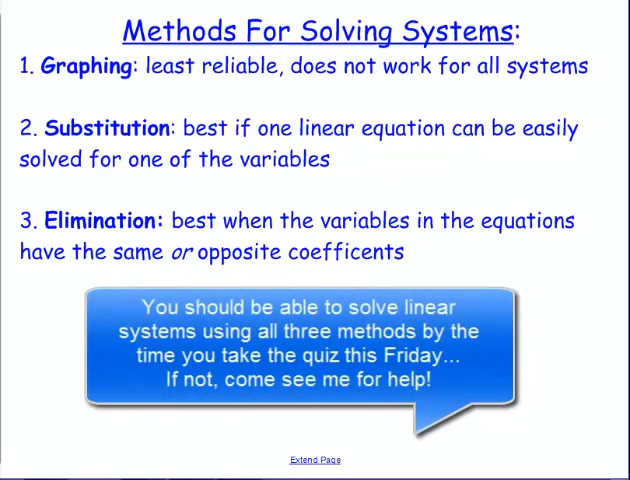 Methods For Solving Systems:
1. Graphing: least reliable, does not work for all systems
2. Substitution: best if one linear equation can be easily
solved for one of the variables
3. Elimination: best when the variables in the equations
have the same or opposite coefficents
You should be able to solve linear
systems using all three methods by the
time you take the quiz this Friday...
If not, come see me for help!
Extend Page